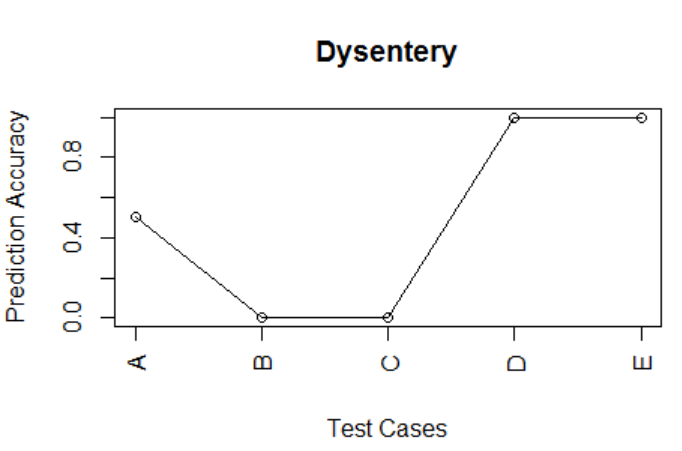 Dysentery
Prediction Accuracy
0.8
0.4
0.0
A B C D E
Test Cases